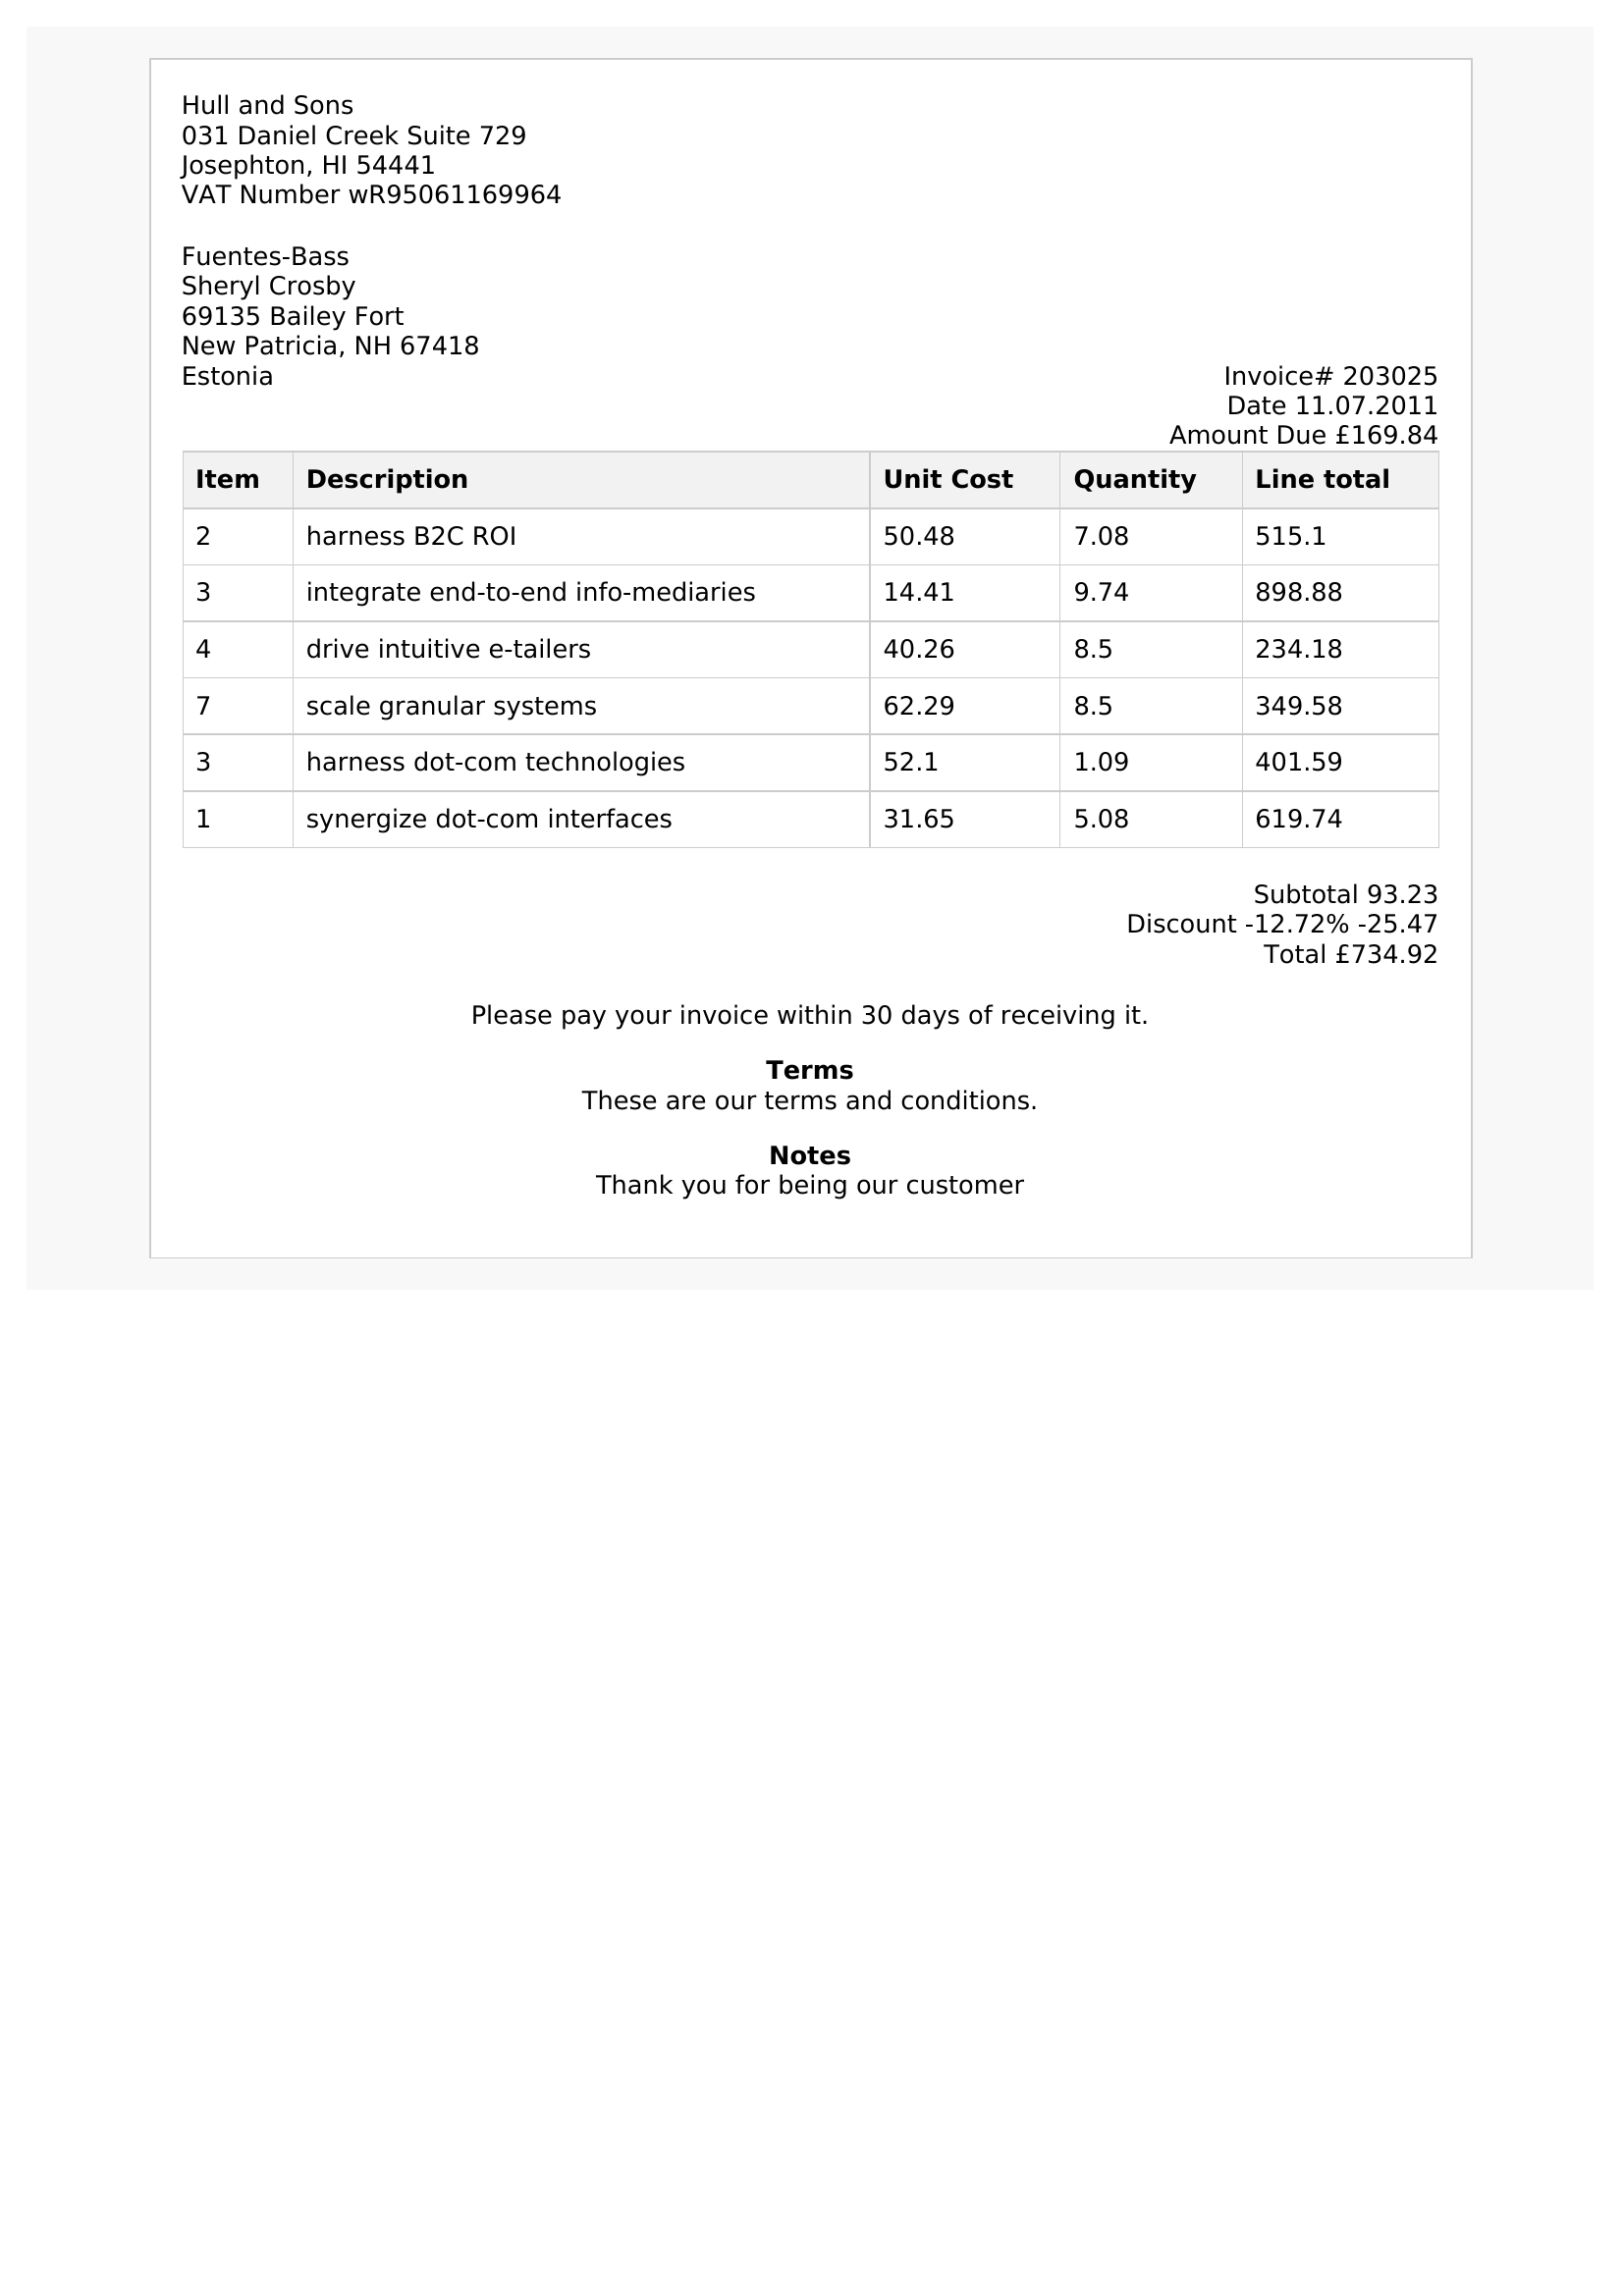 Hull and Sons
031 Daniel Creek Suite 729
Josephton, HI 54441
VAT Number wR95061169964
Fuentes-Bass
Sheryl Crosby
69135 Bailey Fort
New Patricia, NH 67418
Estonia
Invoice# 203025
Date 11.07.2011
Amount Due £169.84
Item Description Unit Cost Quantity Line total
2 harness B2C ROI 50.48 7.08 515.1
3 integrate end-to-end info-mediaries 14.41 9.74 898.88
4 drive intuitive e-tailers 40.26 8.5 234.18
7 scale granular systems 62.29 8.5 349.58
3 harness dot-com technologies 52.1 1.09 401.59
1 synergize dot-com interfaces 31.65 5.08 619.74
Subtotal 93.23
Discount -12.72% -25.47
Total £734.92
Please pay your invoice within 30 days of receiving it.
Terms
These are our terms and conditions.
Notes
Thank you for being our customer